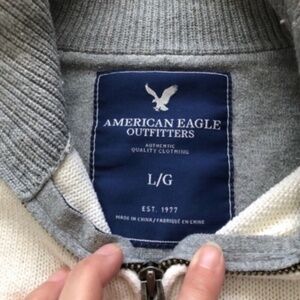 AMERICAN EAGLE
OUTFITTERS
AUTHENTIC
QUALITY CLOTHING
L/G
EST. 1977
MADE IN CHINA / FABRIQUÉ EN CHINE